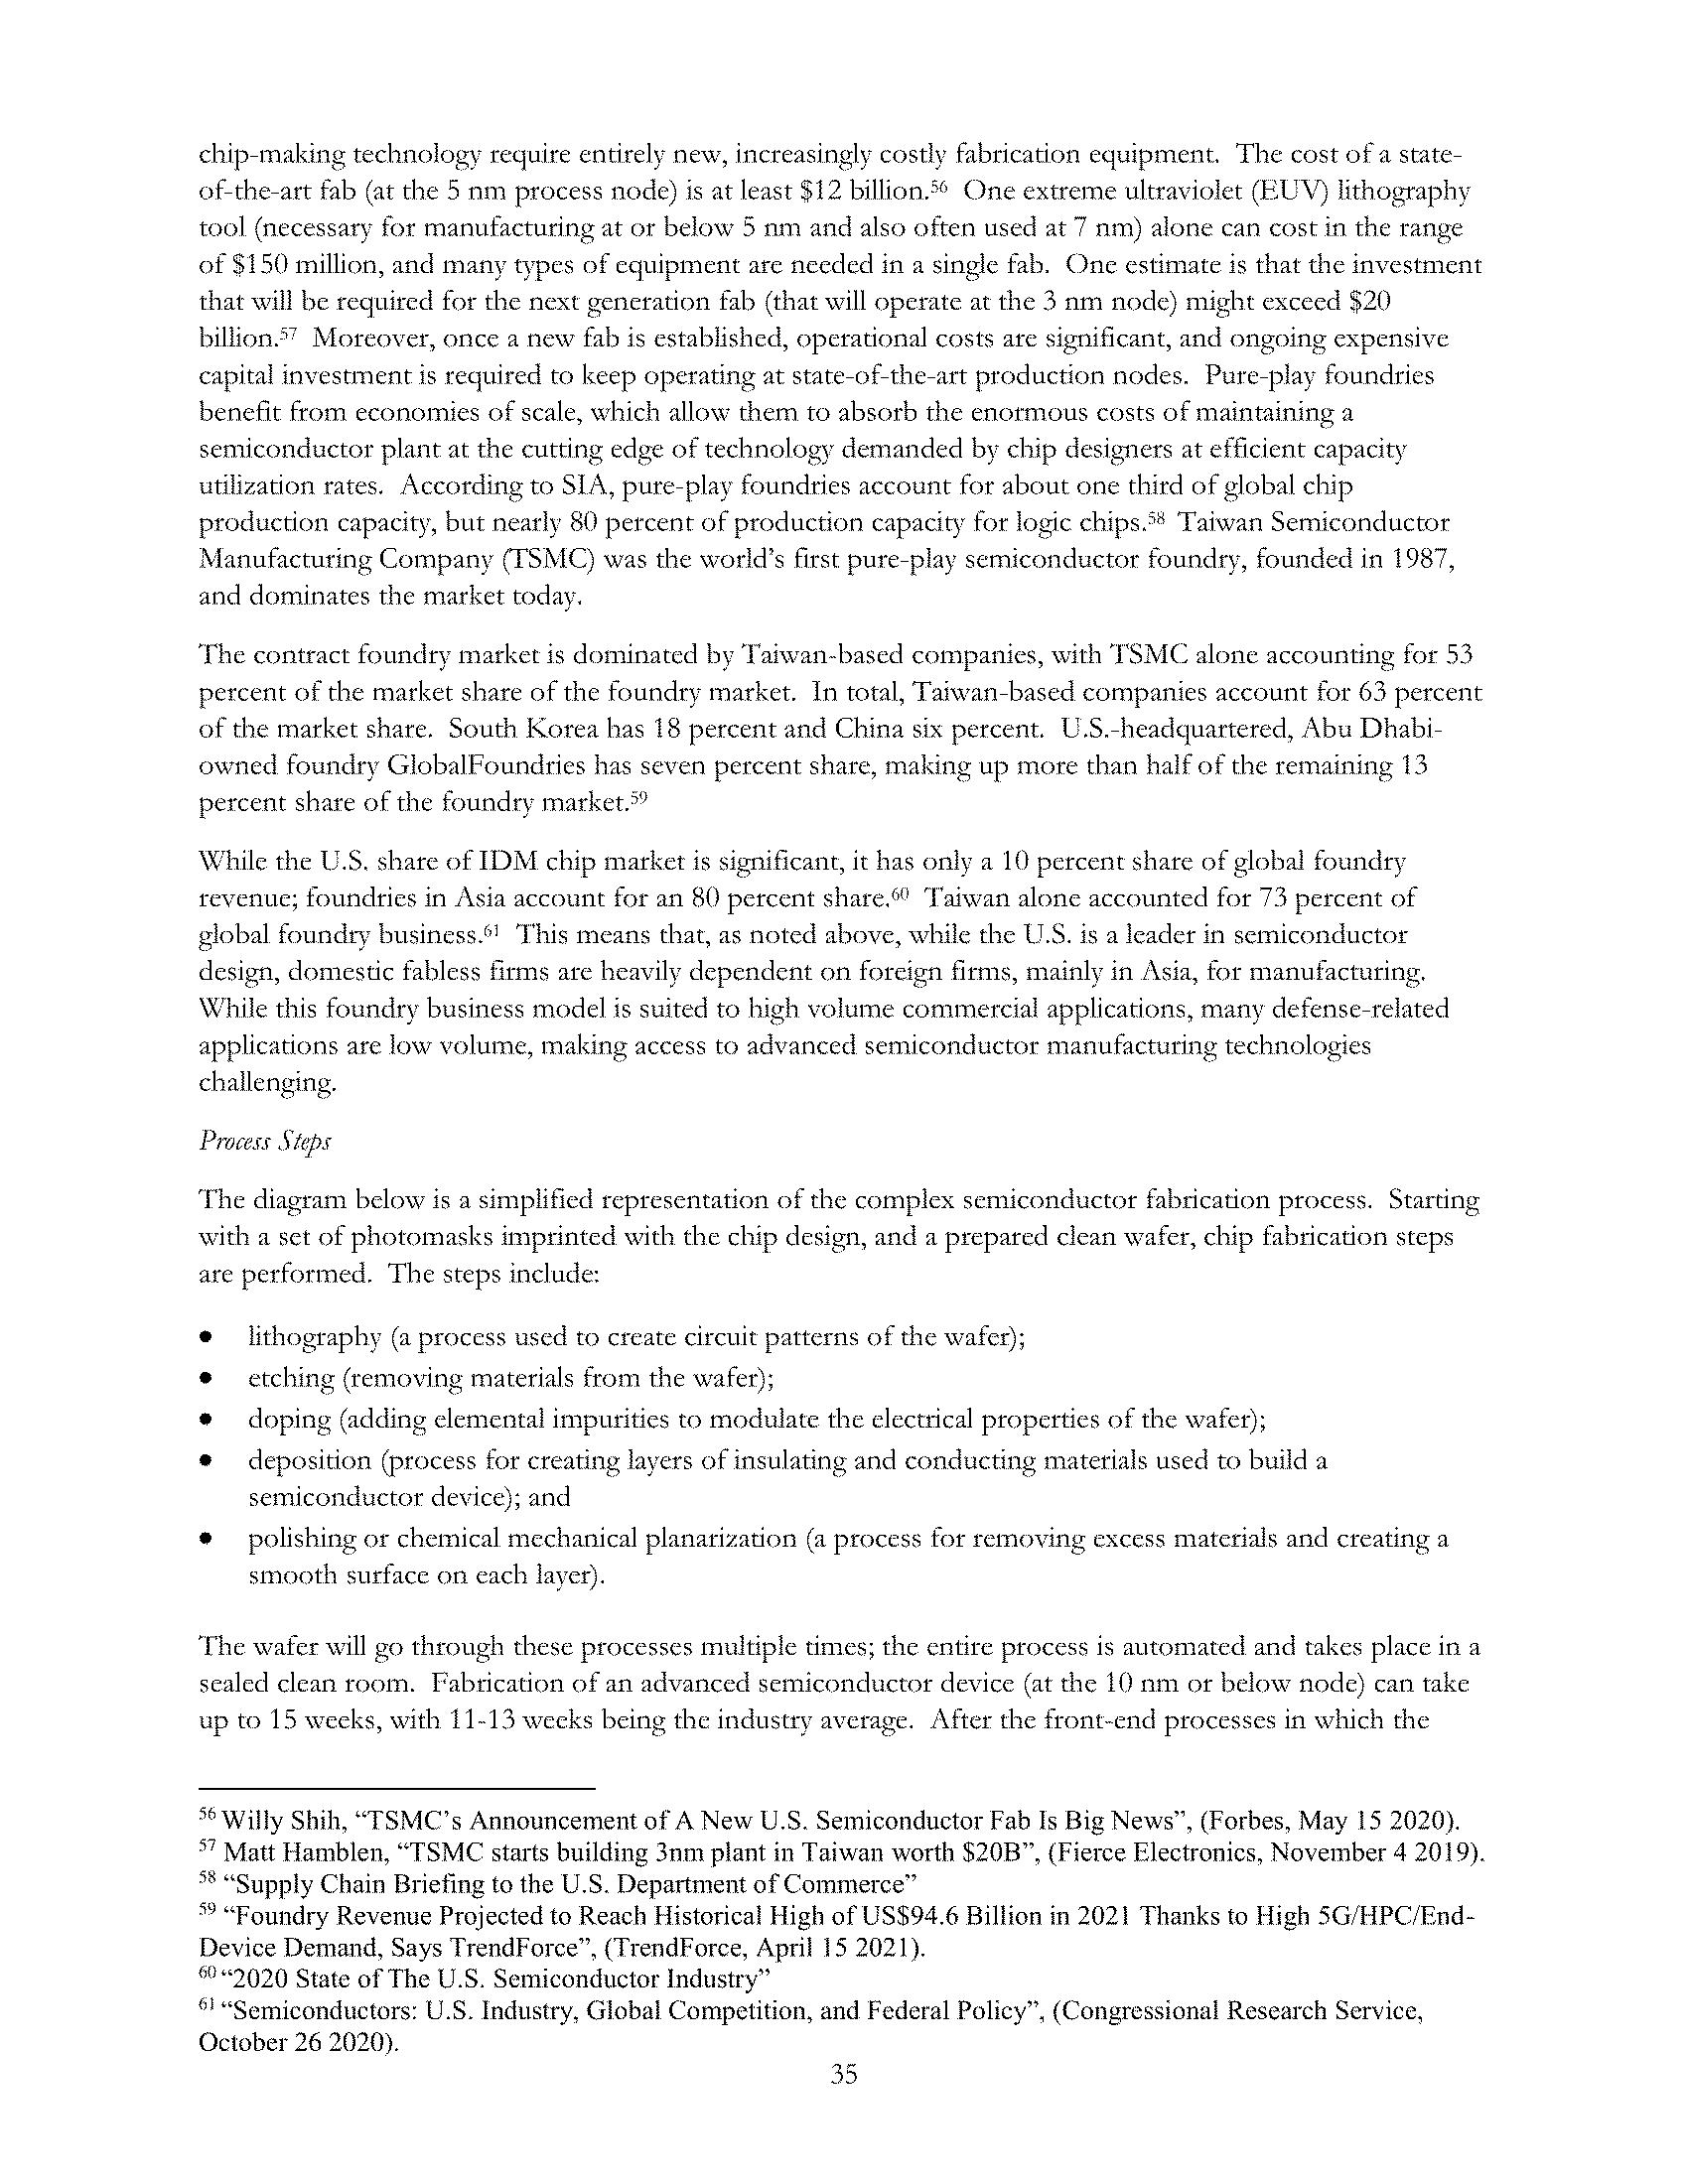 chip-making technology require entirely new, increasingly costly fabrication equipment.  The cost of a state-
of-the-art fab (at the 5 nm process node) is at least $12 billion.⁵⁶  One extreme ultraviolet (EUV) lithography
tool (necessary for manufacturing at or below 5 nm and also often used at 7 nm) alone can cost in the range
of $150 million, and many types of equipment are needed in a single fab.  One estimate is that the investment
that will be required for the next generation fab (that will operate at the 3 nm node) might exceed $20
billion.⁵⁷  Moreover, once a new fab is established, operational costs are significant, and ongoing expensive
capital investment is required to keep operating at state-of-the-art production nodes.  Pure-play foundries
benefit from economies of scale, which allow them to absorb the enormous costs of maintaining a
semiconductor plant at the cutting edge of technology demanded by chip designers at efficient capacity
utilization rates.  According to SIA, pure-play foundries account for about one third of global chip
production capacity, but nearly 80 percent of production capacity for logic chips.⁵⁸ Taiwan Semiconductor
Manufacturing Company (TSMC) was the world's first pure-play semiconductor foundry, founded in 1987,
and dominates the market today.
The contract foundry market is dominated by Taiwan-based companies, with TSMC alone accounting for 53
percent of the market share of the foundry market.  In total, Taiwan-based companies account for 63 percent
of the market share.  South Korea has 18 percent and China six percent.  U.S.-headquartered, Abu Dhabi-
owned foundry GlobalFoundries has seven percent share, making up more than half of the remaining 13
percent share of the foundry market.⁵⁹
While the U.S. share of IDM chip market is significant, it has only a 10 percent share of global foundry
revenue; foundries in Asia account for an 80 percent share.⁶⁰  Taiwan alone accounted for 73 percent of
global foundry business.⁶¹  This means that, as noted above, while the U.S. is a leader in semiconductor
design, domestic fabless firms are heavily dependent on foreign firms, mainly in Asia, for manufacturing.
While this foundry business model is suited to high volume commercial applications, many defense-related
applications are low volume, making access to advanced semiconductor manufacturing technologies
challenging.
Process Steps
The diagram below is a simplified representation of the complex semiconductor fabrication process.  Starting
with a set of photomasks imprinted with the chip design, and a prepared clean wafer, chip fabrication steps
are performed.  The steps include:
• lithography (a process used to create circuit patterns of the wafer);
• etching (removing materials from the wafer);
• doping (adding elemental impurities to modulate the electrical properties of the wafer);
• deposition (process for creating layers of insulating and conducting materials used to build a
semiconductor device); and
• polishing or chemical mechanical planarization (a process for removing excess materials and creating a
smooth surface on each layer).
The wafer will go through these processes multiple times; the entire process is automated and takes place in a
sealed clean room.  Fabrication of an advanced semiconductor device (at the 10 nm or below node) can take
up to 15 weeks, with 11-13 weeks being the industry average.  After the front-end processes in which the
⁵⁶ Willy Shih, “TSMC’s Announcement of A New U.S. Semiconductor Fab Is Big News”, (Forbes, May 15 2020).
⁵⁷ Matt Hamblen, “TSMC starts building 3nm plant in Taiwan worth $20B”, (Fierce Electronics, November 4 2019).
⁵⁸ “Supply Chain Briefing to the U.S. Department of Commerce”
⁵⁹ “Foundry Revenue Projected to Reach Historical High of US$94.6 Billion in 2021 Thanks to High 5G/HPC/End-
Device Demand, Says TrendForce”, (TrendForce, April 15 2021).
⁶⁰ “2020 State of The U.S. Semiconductor Industry”
⁶¹ “Semiconductors: U.S. Industry, Global Competition, and Federal Policy”, (Congressional Research Service,
October 26 2020).
35